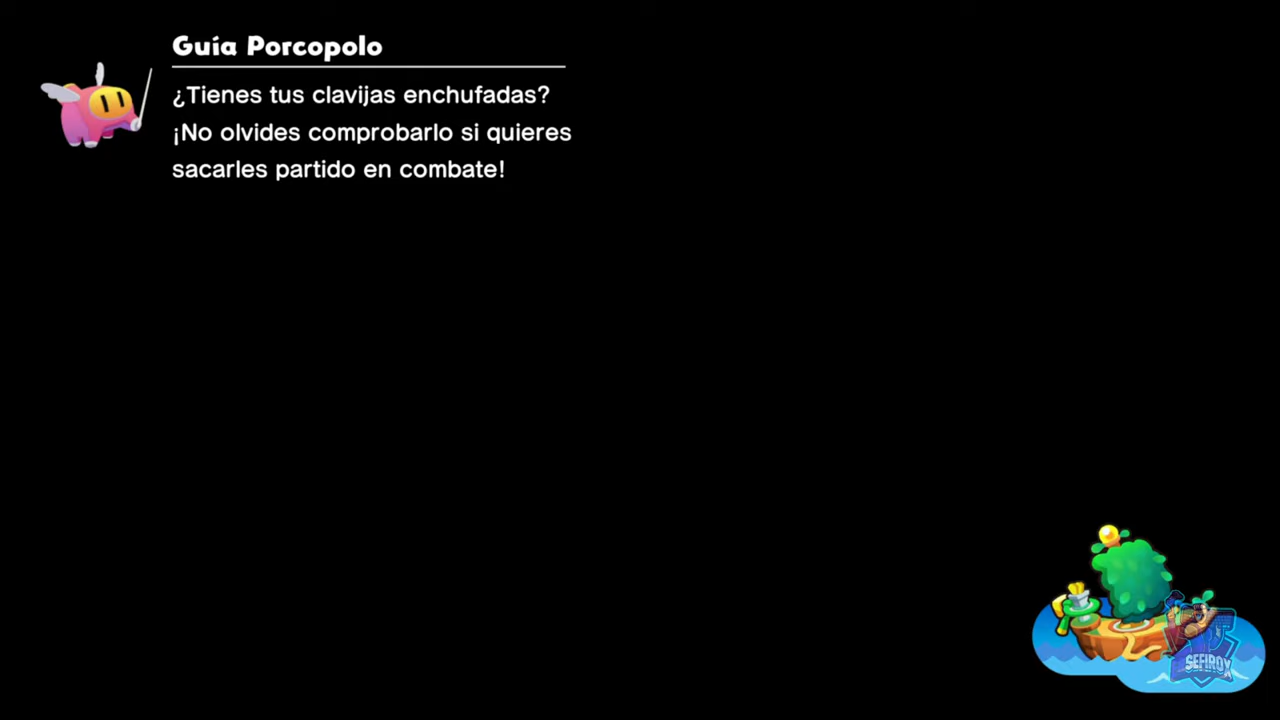 Guía Porcopolo
¿Tienes tus clavijas enchufadas?
¡No olvides comprobarlo si quieres
sacarles partido en combate!
SEFIROX